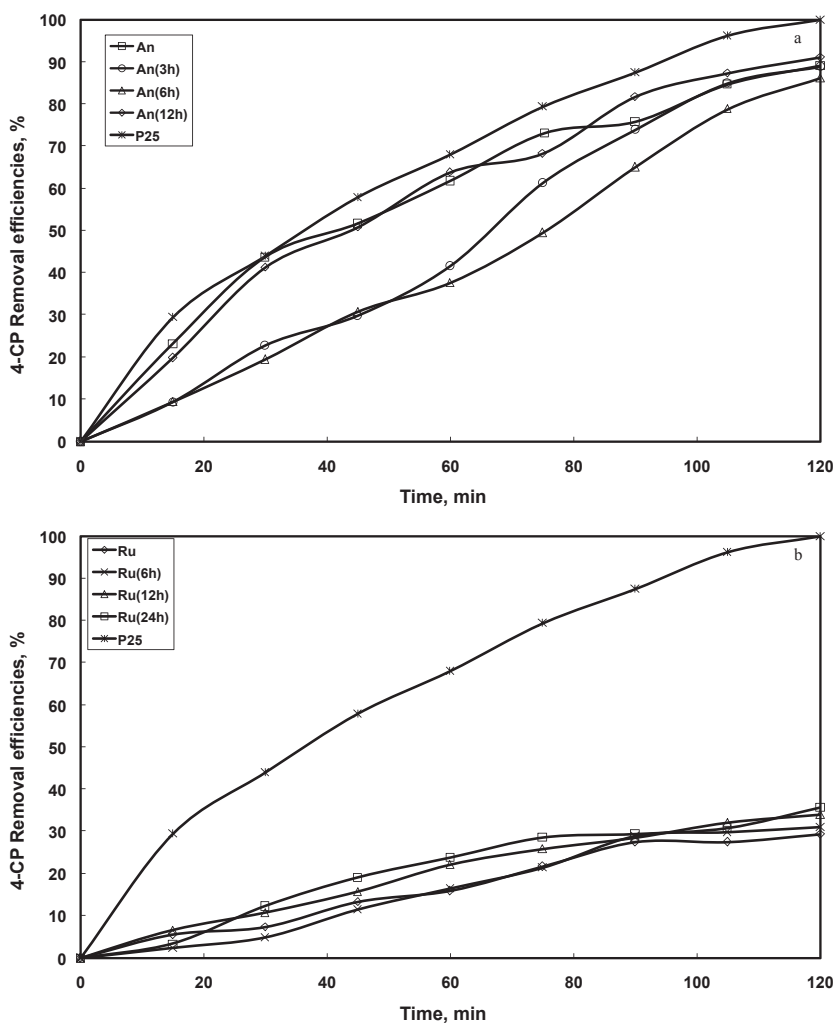 100
90
80
70
60
50
40
30
20
10
0
4-CP Removal efficiencies, %
An
An(3h)
An(6h)
An(12h)
P25
a
0 20 40 60 80 100 120
Time, min
100
90
80
70
60
50
40
30
20
10
0
4-CP Removal efficiencies, %
Ru
Ru(6h)
Ru(12h)
Ru(24h)
P25
b
0 20 40 60 80 100 120
Time, min